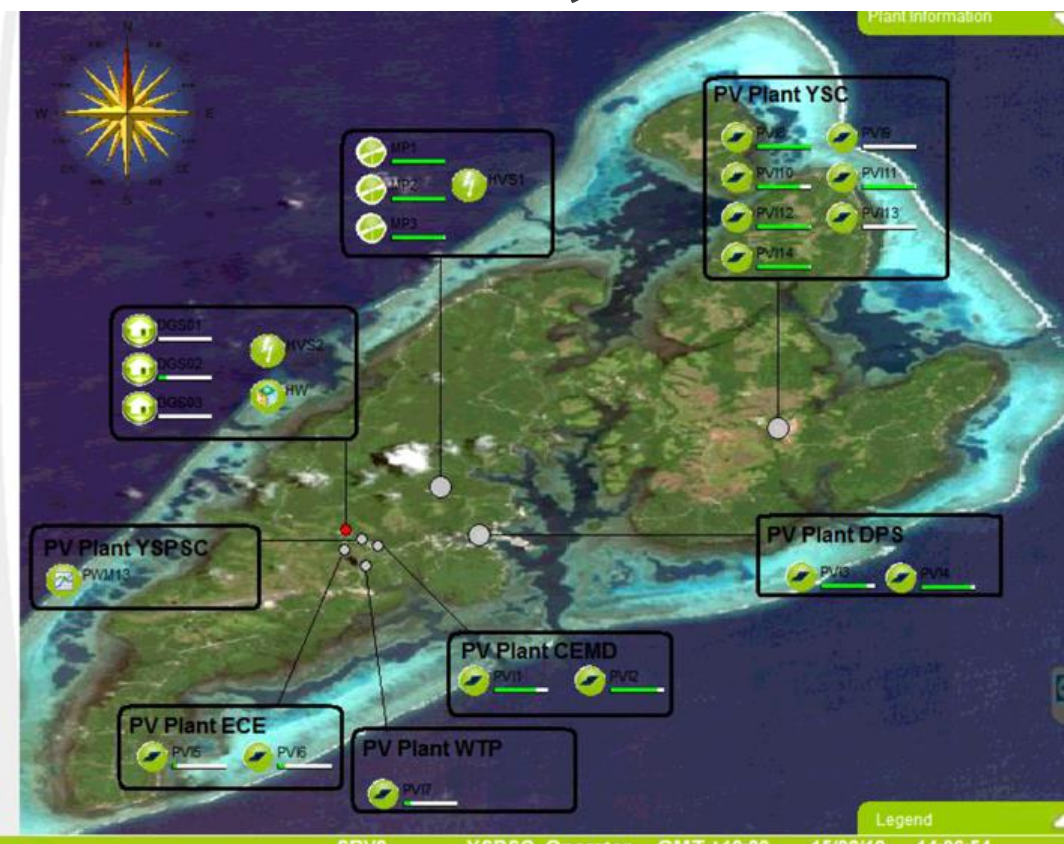 Plant Information
N
W
E
S
PV Plant YSC
PVI8
PVI9
PVI10
PVI11
PVI12
PVI13
PVI14
MP1
MP2
HVS1
MP3
DGS01
HVS2
DGS02
HW
DGS03
PV Plant YSPSC
PWM13
PV Plant DPS
PVI3
PVI4
PV Plant CEMD
PVI1
PVI2
PV Plant ECE
PVI5
PVI6
PV Plant WTP
PVI7
Legend
YSPSC_Operator